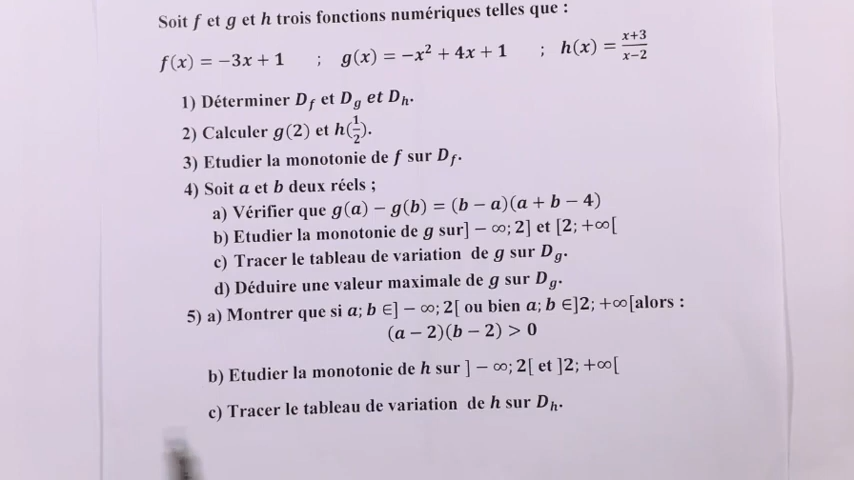 Soit f et g et h trois fonctions numériques telles que :
f(x) = −3x + 1 ; g(x) = −x² + 4x + 1 ; h(x) = (x+3)/(x−2)
1) Déterminer D_f et D_g et D_h.
2) Calculer g(2) et h(1/2).
3) Etudier la monotonie de f sur D_f.
4) Soit a et b deux réels ;
a) Vérifier que g(a) − g(b) = (b − a)(a + b − 4)
b) Etudier la monotonie de g sur] − ∞; 2] et [2; +∞[
c) Tracer le tableau de variation de g sur D_g.
d) Déduire une valeur maximale de g sur D_g.
5) a) Montrer que si a; b ∈] − ∞; 2[ ou bien a; b ∈]2; +∞[alors :
(a − 2)(b − 2) > 0
b) Etudier la monotonie de h sur ] − ∞; 2[ et ]2; +∞[
c) Tracer le tableau de variation de h sur D_h.